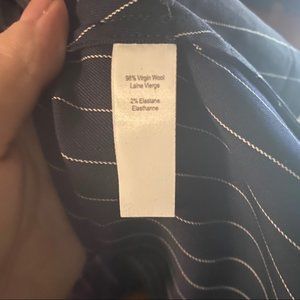 98% Virgin Wool
Laine Vierge
2% Elastane
Elasthanne